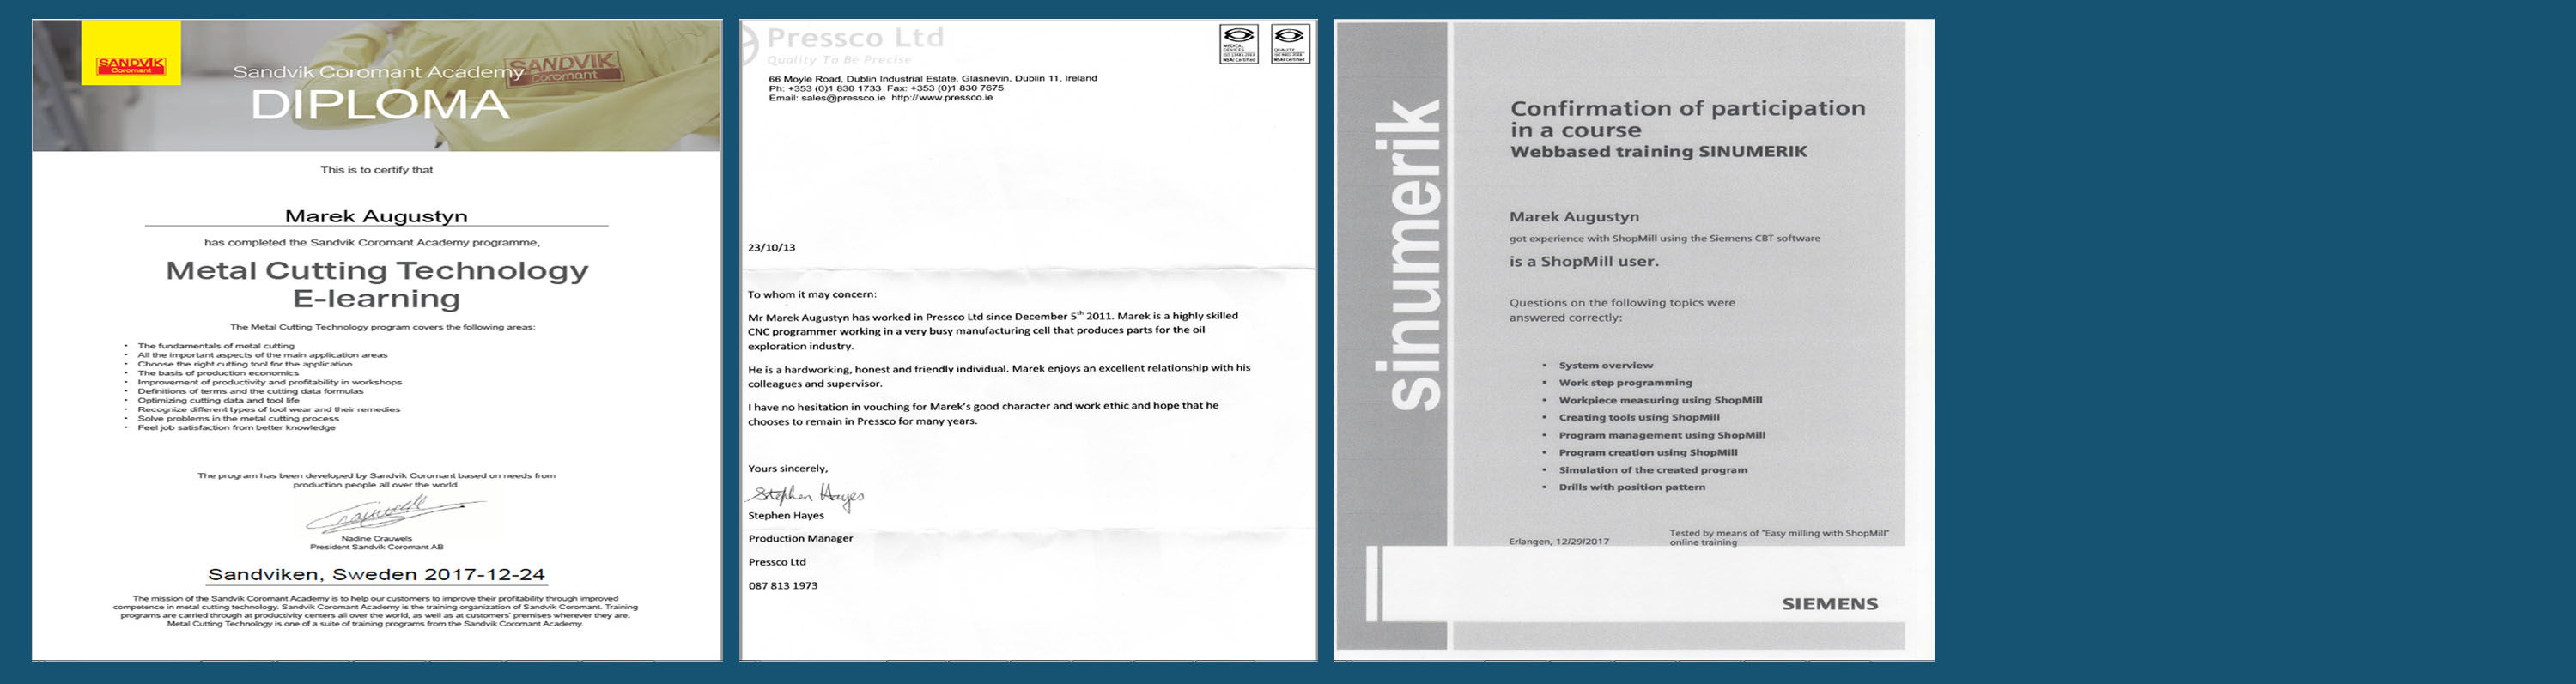 SANDVIK
Coromant
SANDVIK
Coromant
Sandvik Coromant Academy
DIPLOMA
This is to certify that
Marek Augustyn
has completed the Sandvik Coromant Academy programme,
Metal Cutting Technology
E-learning
The Metal Cutting Technology program covers the following areas:
• The fundamentals of metal cutting
• All the important aspects of the main application areas
• Choose the right cutting tool for the application
• The basis of production economics
• Improvement of productivity and profitability in workshops
• Definitions of terms and the cutting data formulas
• Optimizing cutting data and tool life
• Recognize different types of tool wear and their remedies
• Solve problems in the metal cutting process
• Feel job satisfaction from better knowledge
The program has been developed by Sandvik Coromant based on needs from
production people all over the world.
Nadine Crauwels
President Sandvik Coromant AB
Sandviken, Sweden 2017-12-24
The mission of the Sandvik Coromant Academy is to help our customers to improve their profitability through improved
competence in metal cutting technology. Sandvik Coromant Academy is the training organization of Sandvik Coromant. Training
programs are carried through at productivity centers all over the world, as well as at customers' premises wherever they are.
Metal Cutting Technology is one of a suite of training programs from the Sandvik Coromant Academy.
Pressco Ltd
Quality To Be Precise
MEDICAL
DEVICES
NSAI Certified
QUALITY
NSAI Certified
66 Moyle Road, Dublin Industrial Estate, Glasnevin, Dublin 11, Ireland
Ph: +353 (0)1 830 1733 Fax: +353 (0)1 830 7675
Email: sales@pressco.ie http://www.pressco.ie
23/10/13
To whom it may concern:
Mr Marek Augustyn has worked in Pressco Ltd since December 5th 2011. Marek is a highly skilled
CNC programmer working in a very busy manufacturing cell that produces parts for the oil
exploration industry.
He is a hardworking, honest and friendly individual. Marek enjoys an excellent relationship with his
colleagues and supervisor.
I have no hesitation in vouching for Marek's good character and work ethic and hope that he
chooses to remain in Pressco for many years.
Yours sincerely,
Stephen Hayes
Stephen Hayes
Production Manager
Pressco Ltd
087 813 1973
sinumerik
Confirmation of participation
in a course
Webbased training SINUMERIK
Marek Augustyn
got experience with ShopMill using the Siemens CBT software
is a ShopMill user.
Questions on the following topics were
answered correctly:
• System overview
• Work step programming
• Workpiece measuring using ShopMill
• Creating tools using ShopMill
• Program management using ShopMill
• Program creation using ShopMill
• Simulation of the created program
• Drills with position pattern
Erlangen, 12/29/2017
Tested by means of "Easy milling with ShopMill"
online training
SIEMENS